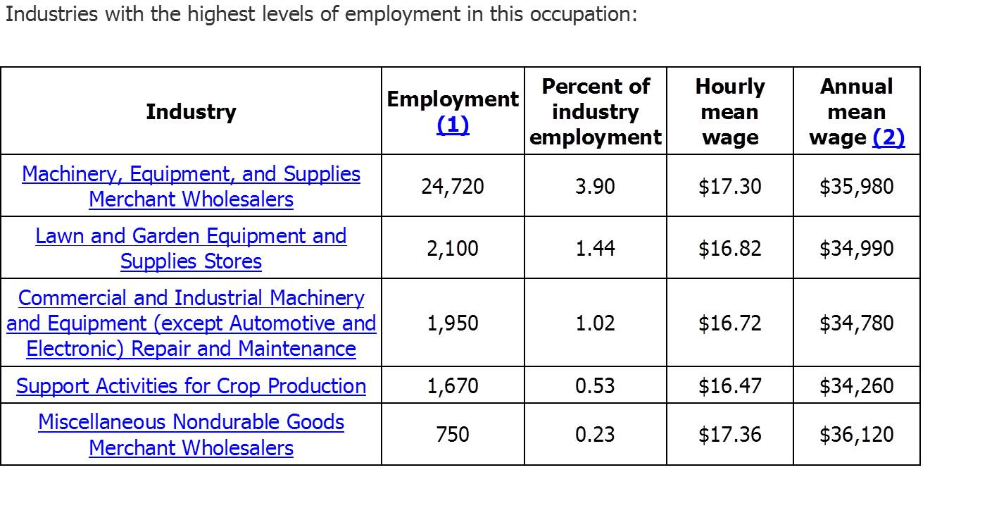 Industries with the highest levels of employment in this occupation:
Industry
Employment
(1)
Percent of
industry
employment
Hourly
mean
wage
Annual
mean
wage (2)
Machinery, Equipment, and Supplies
Merchant Wholesalers
24,720
3.90
$17.30
$35,980
Lawn and Garden Equipment and
Supplies Stores
2,100
1.44
$16.82
$34,990
Commercial and Industrial Machinery
and Equipment (except Automotive and
Electronic) Repair and Maintenance
1,950
1.02
$16.72
$34,780
Support Activities for Crop Production
1,670
0.53
$16.47
$34,260
Miscellaneous Nondurable Goods
Merchant Wholesalers
750
0.23
$17.36
$36,120